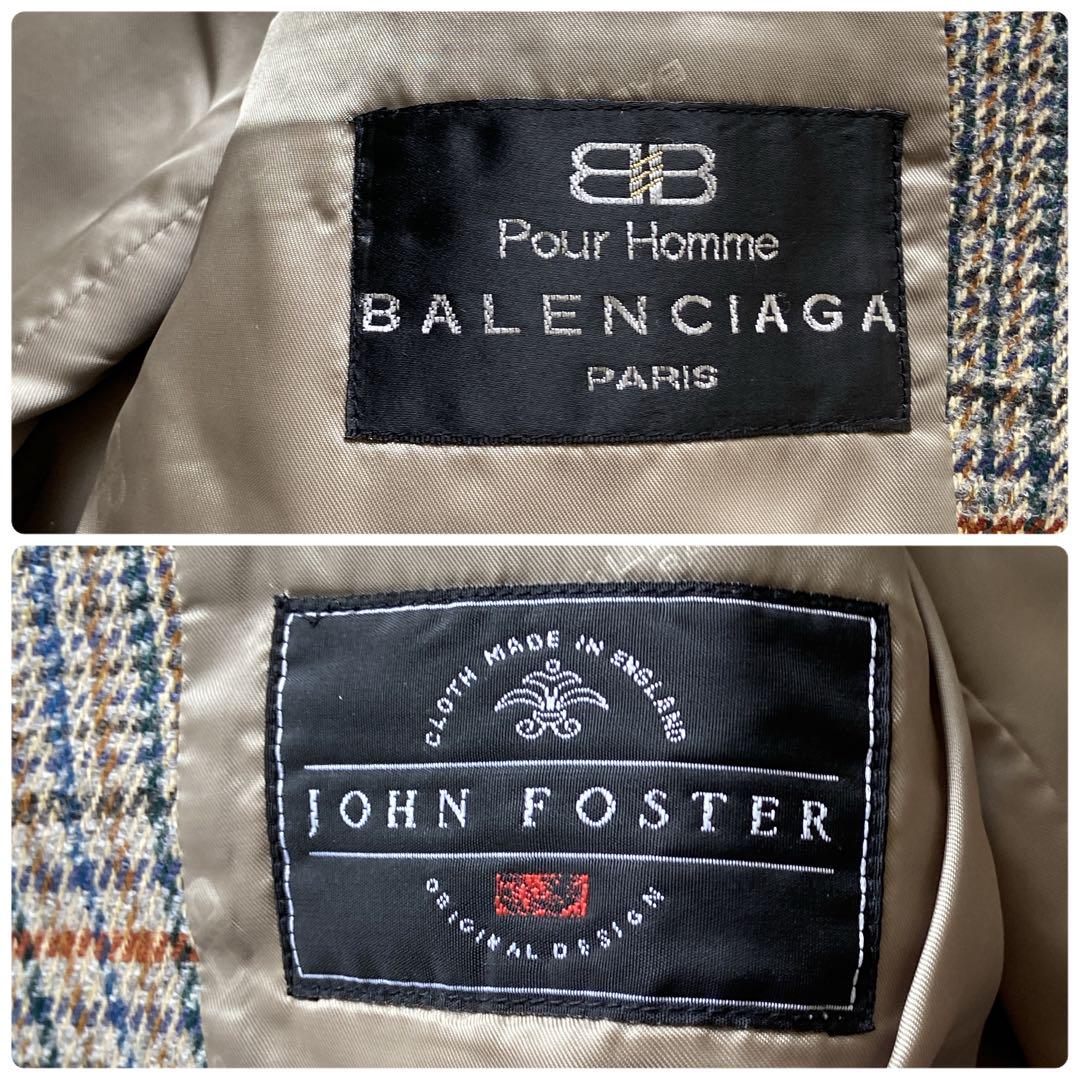 BB
Pour Homme
BALENCIAGA
PARIS
CLOTH MADE IN ENGLAND
JOHN FOSTER
ORIGINAL DESIGN